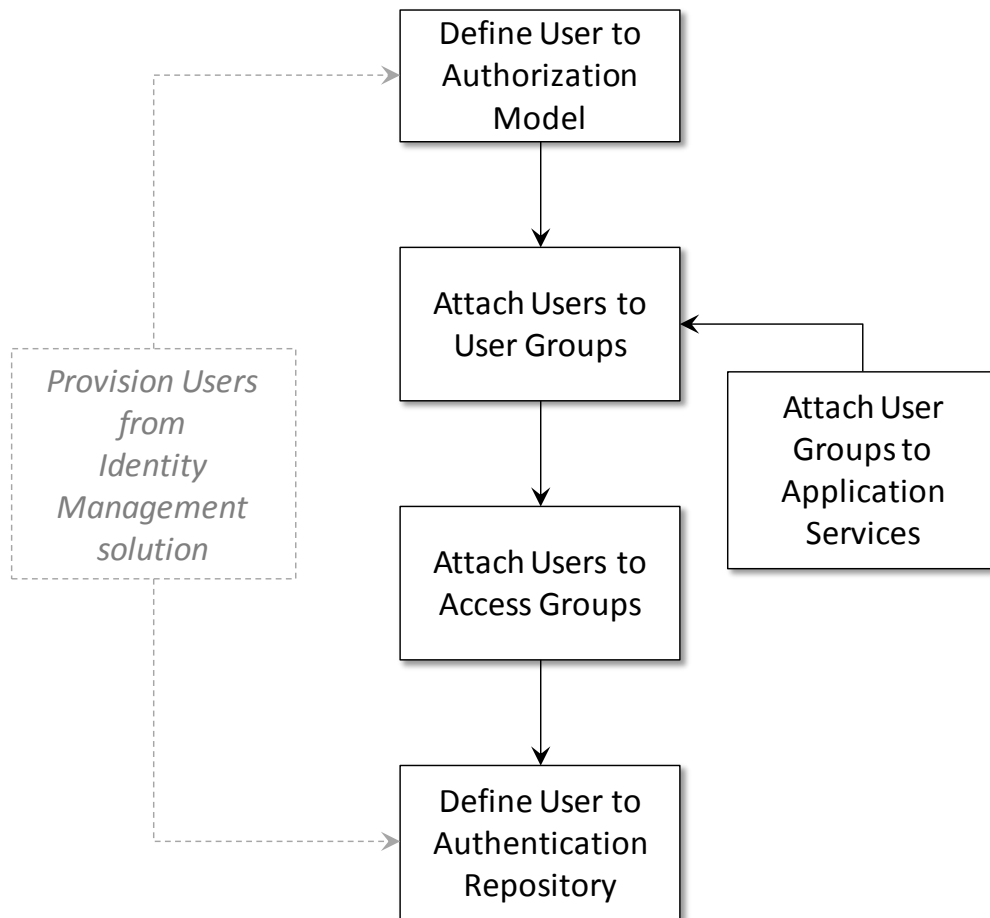 Define User to
Authorization
Model
Attach Users to
User Groups
Provision Users
from
Identity
Management
solution
Attach User
Groups to
Application
Services
Attach Users to
Access Groups
Define User to
Authentication
Repository